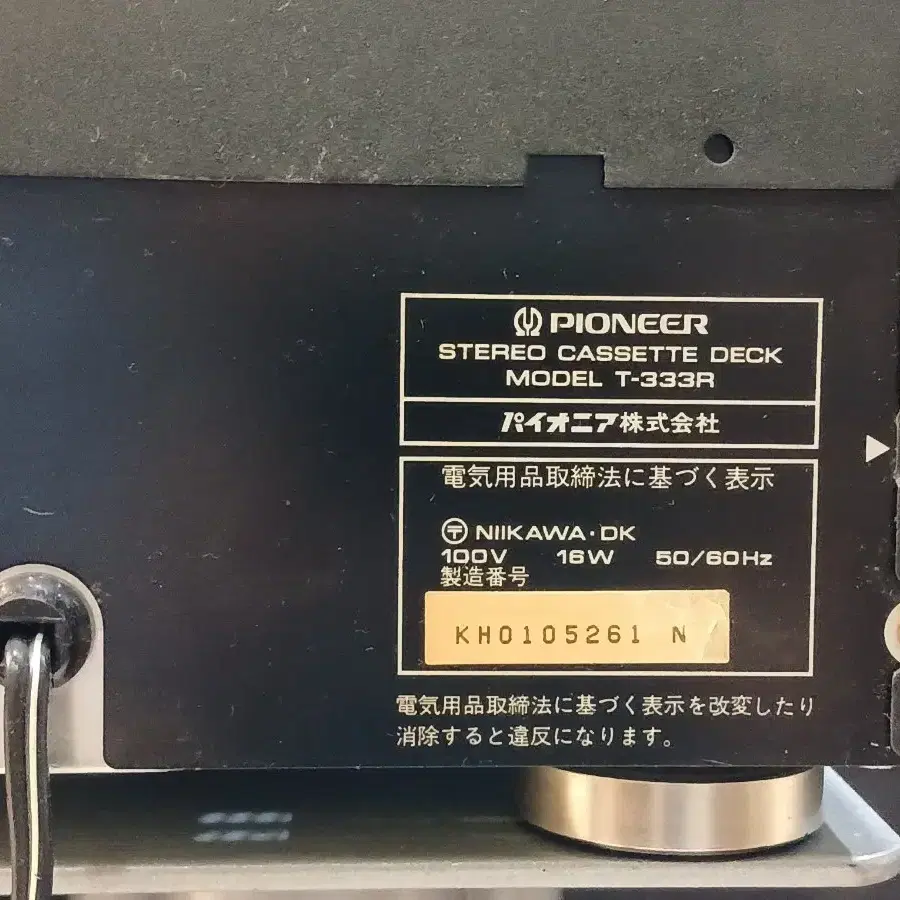 PIONEER
STEREO CASSETTE DECK
MODEL T-333R
パイオニア株式会社
電気用品取締法に基づく表示
〶 NIIKAWA・DK
100V 16W 50/60Hz
製造番号
KH0105261 N
電気用品取締法に基づく表示を改変したり
消除すると違反になります。